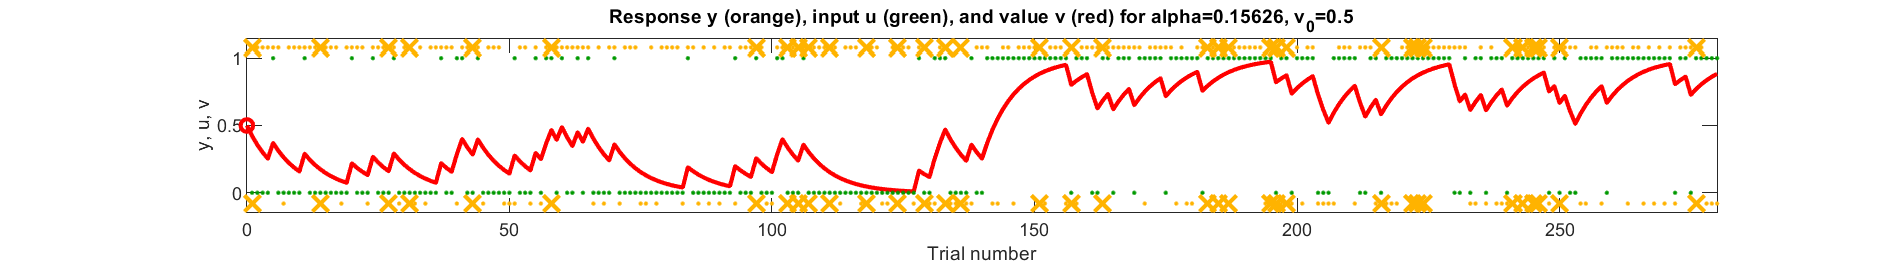 Response y (orange), input u (green), and value v (red) for alpha=0.15626, v0=0.5
1
0.5
0
y, u, v
0 50 100 150 200 250
Trial number